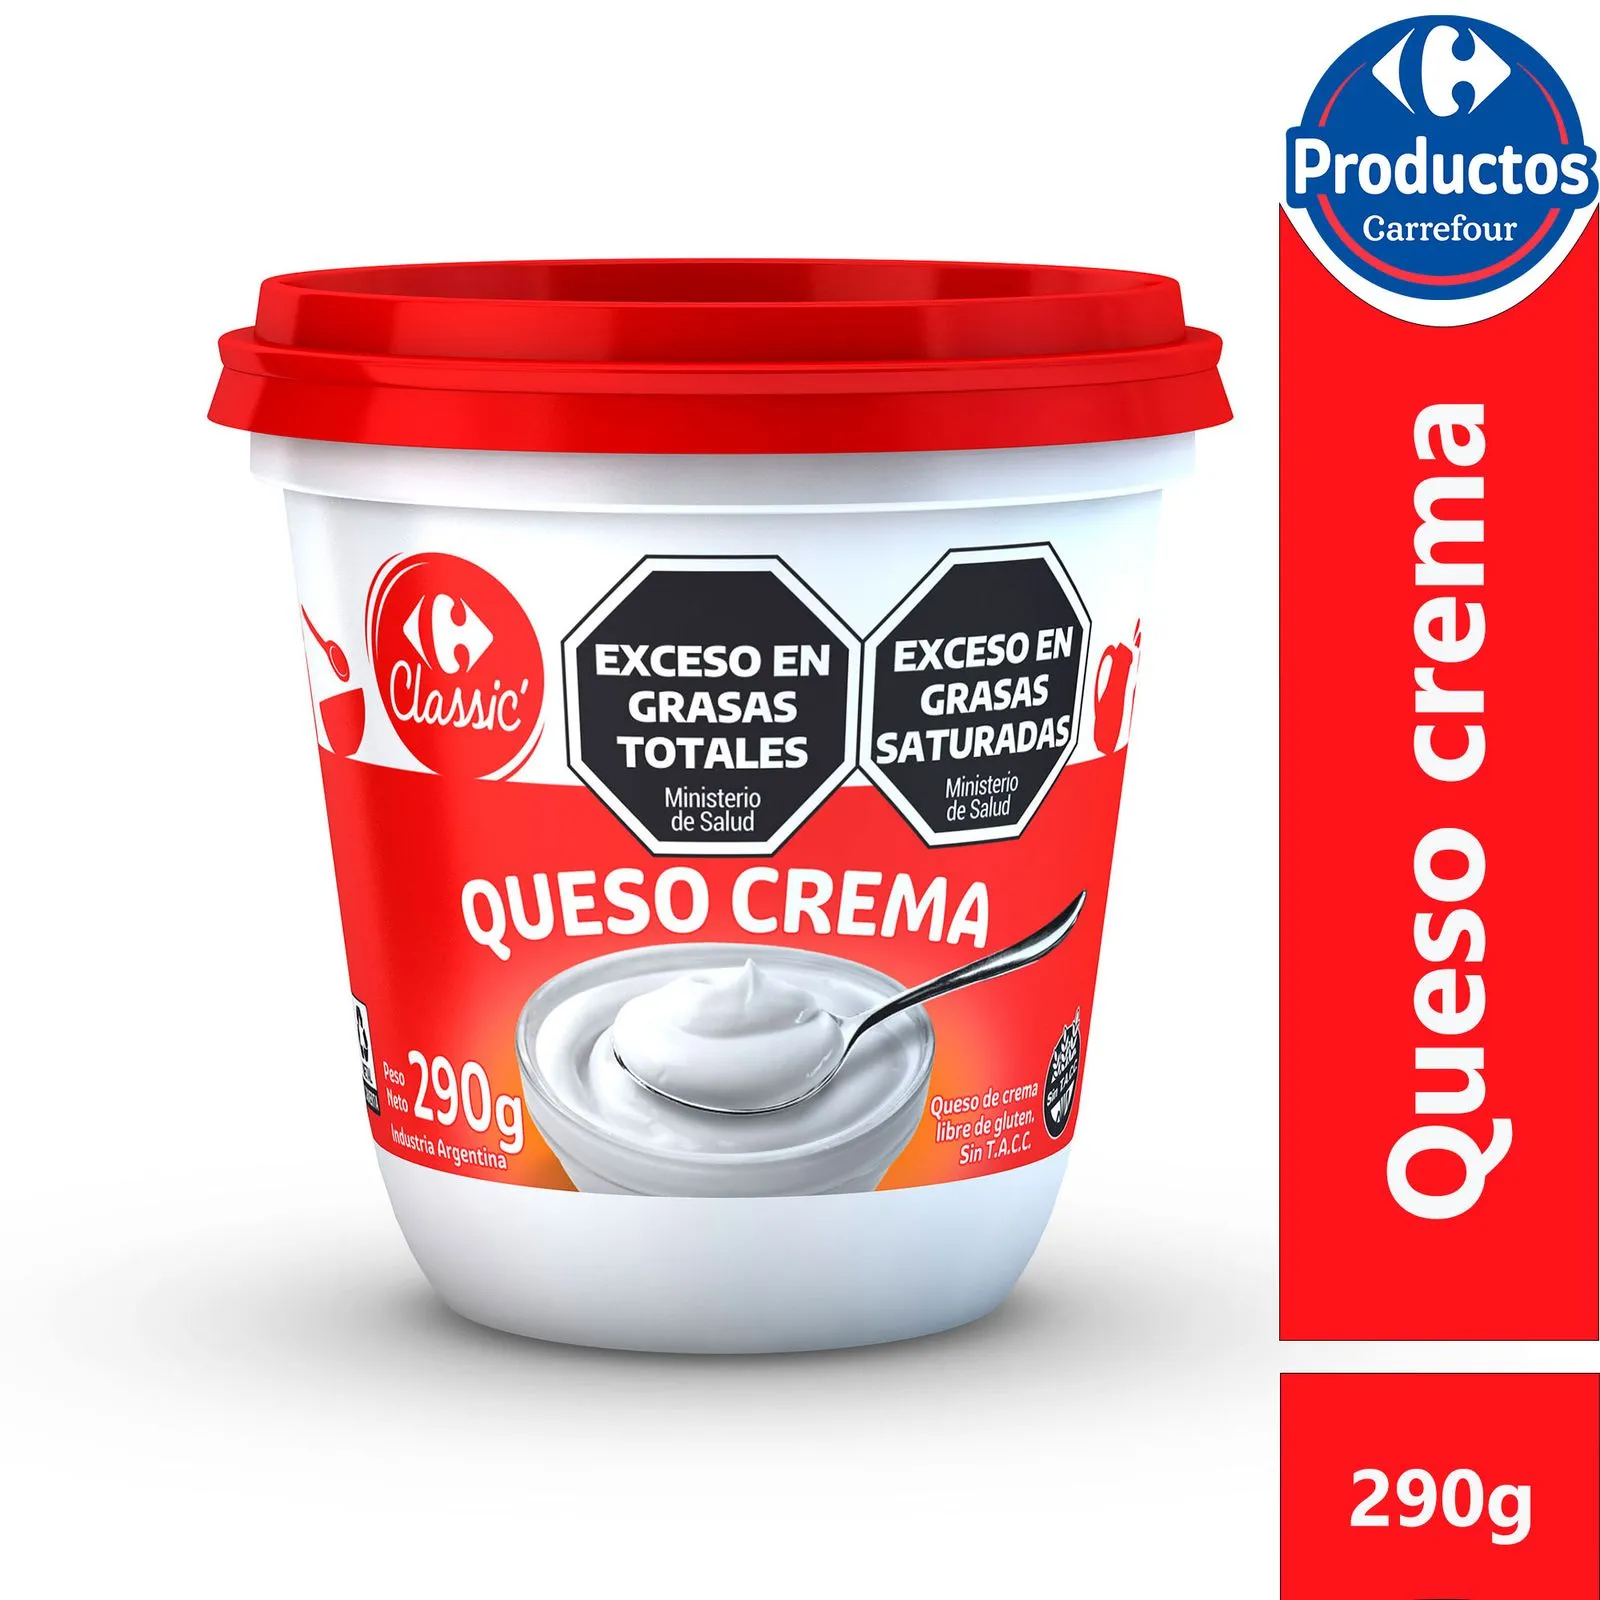 Productos
Carrefour
Queso crema
290g
Classic'
EXCESO EN
GRASAS
TOTALES
Ministerio
de Salud
EXCESO EN
GRASAS
SATURADAS
Ministerio
de Salud
QUESO CREMA
Peso
Neto 290g
Industria Argentina
Queso de crema
libre de gluten.
Sin T.A.C.C.
Sin T.A.C.C.